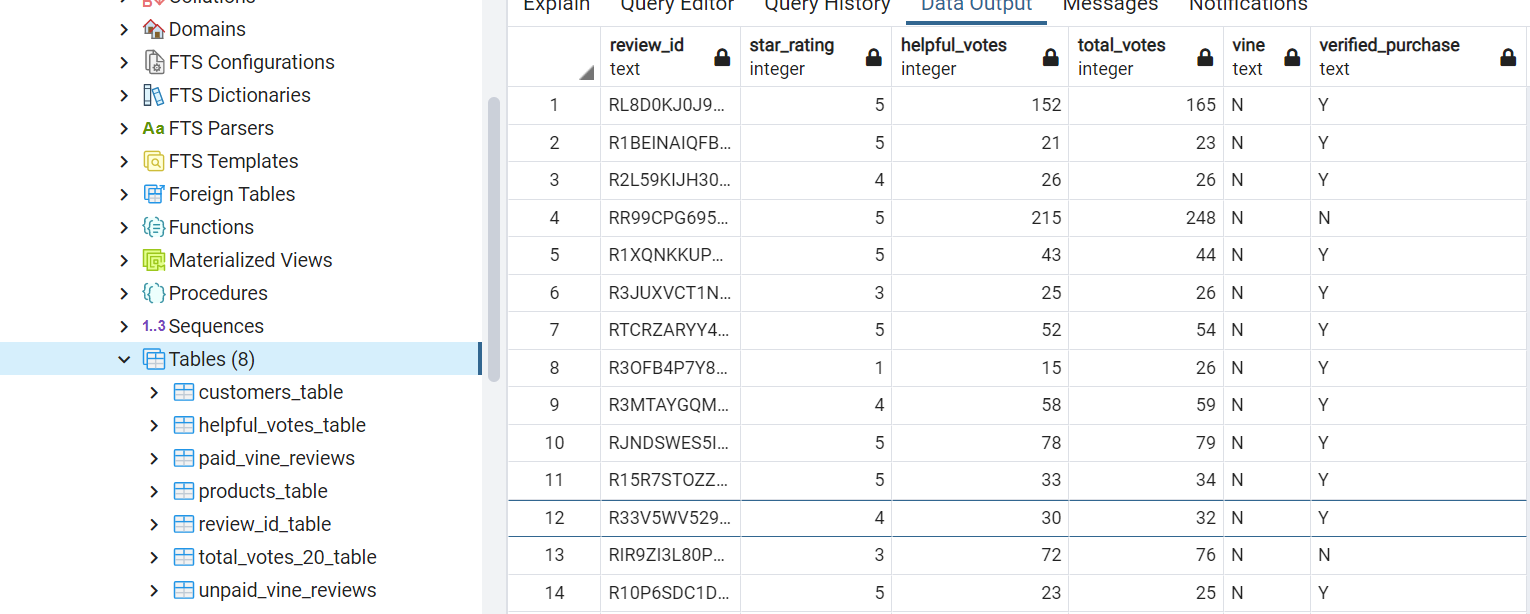 Collations
Domains
FTS Configurations
FTS Dictionaries
Aa FTS Parsers
FTS Templates
Foreign Tables
Functions
Materialized Views
Procedures
1..3 Sequences
Tables (8)
customers_table
helpful_votes_table
paid_vine_reviews
products_table
review_id_table
total_votes_20_table
unpaid_vine_reviews
Explain Query Editor Query History Data Output Messages Notifications
review_id star_rating helpful_votes total_votes vine verified_purchase
text integer integer integer text text
1 RL8D0KJ0J9... 5 152 165 N Y
2 R1BEINAIQFB... 5 21 23 N Y
3 R2L59KIJH30... 4 26 26 N Y
4 RR99CPG695... 5 215 248 N N
5 R1XQNKKUP... 5 43 44 N Y
6 R3JUXVCT1N... 3 25 26 N Y
7 RTCRZARYY4... 5 52 54 N Y
8 R3OFB4P7Y8... 1 15 26 N Y
9 R3MTAYGQM... 4 58 59 N Y
10 RJNDSWES5I... 5 78 79 N Y
11 R15R7STOZZ... 5 33 34 N Y
12 R33V5WV529... 4 30 32 N Y
13 RIR9ZI3L80P... 3 72 76 N N
14 R10P6SDC1D... 5 23 25 N Y